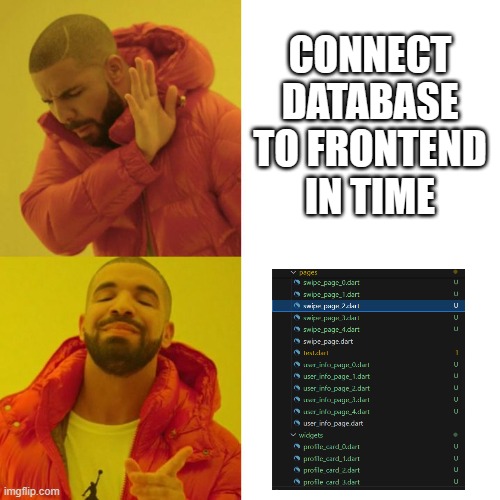 CONNECT
DATABASE
TO FRONTEND
IN TIME
pages
swipe_page_0.dart U
swipe_page_1.dart U
swipe_page_2.dart U
swipe_page_3.dart U
swipe_page_4.dart U
swipe_page.dart
test.dart 1
user_info_page_0.dart U
user_info_page_1.dart U
user_info_page_2.dart U
user_info_page_3.dart U
user_info_page_4.dart U
user_info_page.dart
widgets
profile_card_0.dart U
profile_card_1.dart U
profile_card_2.dart U
profile_card_3.dart U
imgflip.com